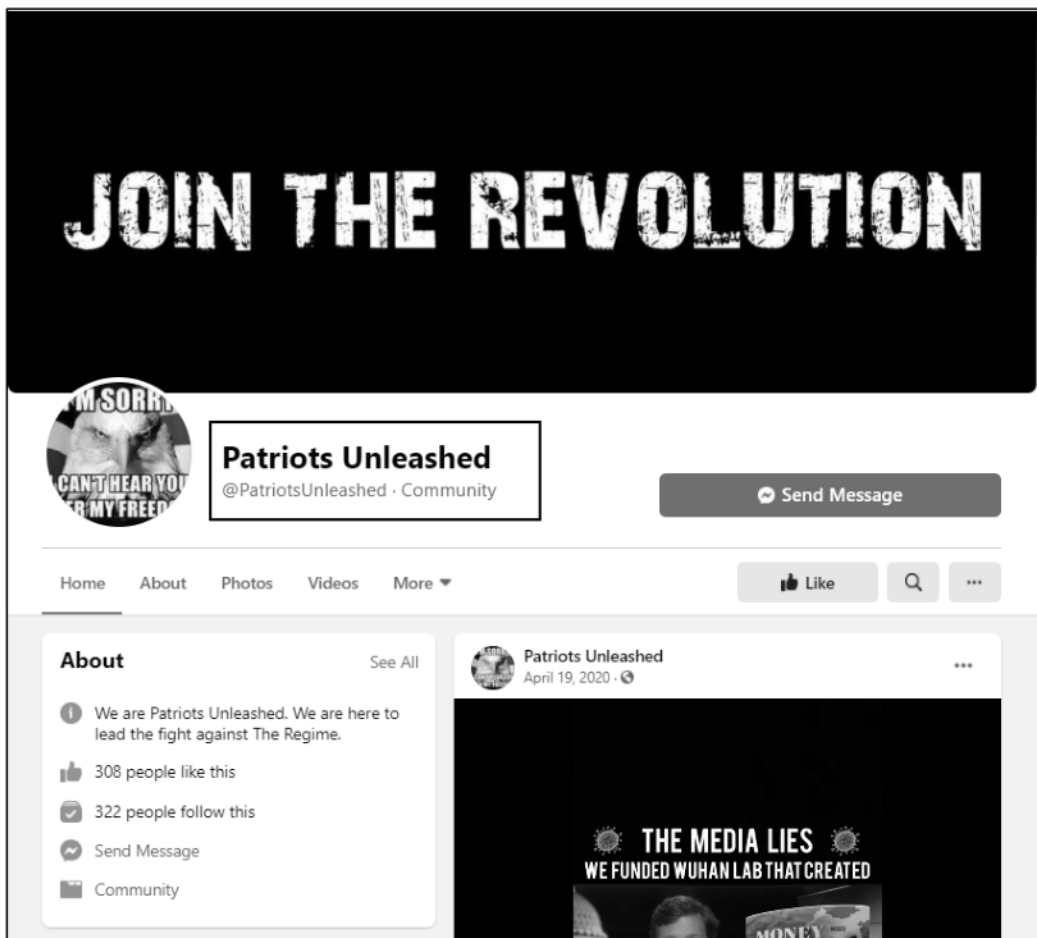 JOIN THE REVOLUTION
I'M SORRY
I CAN'T HEAR YOU
MY
Patriots Unleashed
@PatriotsUnleashed · Community
Send Message
Home About Photos Videos More
Like
About
See All
We are Patriots Unleashed. We are here to
lead the fight against The Regime.
308 people like this
322 people follow this
Send Message
Community
Patriots Unleashed
April 19, 2020 ·
THE MEDIA LIES
WE FUNDED WUHAN LAB THAT CREATED
MONEY